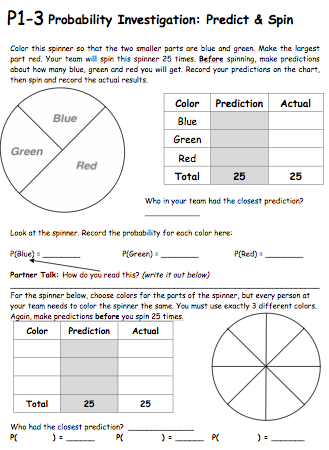 P1-3 Probability Investigation: Predict & Spin
Color this spinner so that the two smaller parts are blue and green. Make the largest
part red. Your team will spin this spinner 25 times. Before spinning, make predictions
about how many blue, green and red you will get. Record your predictions on the chart,
then spin and record the actual results.
Blue
Green
Red
Color Prediction Actual
Blue
Green
Red
Total 25 25
Who in your team had the closest prediction?
____________
Look at the spinner. Record the probability for each color here:
P(Blue) = ________ P(Green) = ________ P(Red) = ________
Partner Talk: How do you read this? (write it out below)
For the spinner below, choose colors for the parts of the spinner, but every person at
your team needs to color the spinner the same. You must use exactly 3 different colors.
Again, make predictions before you spin 25 times.
Color Prediction Actual
Total 25 25
Who had the closest prediction? ______________
P( ) = ______ P( ) = ______ P( ) = ______